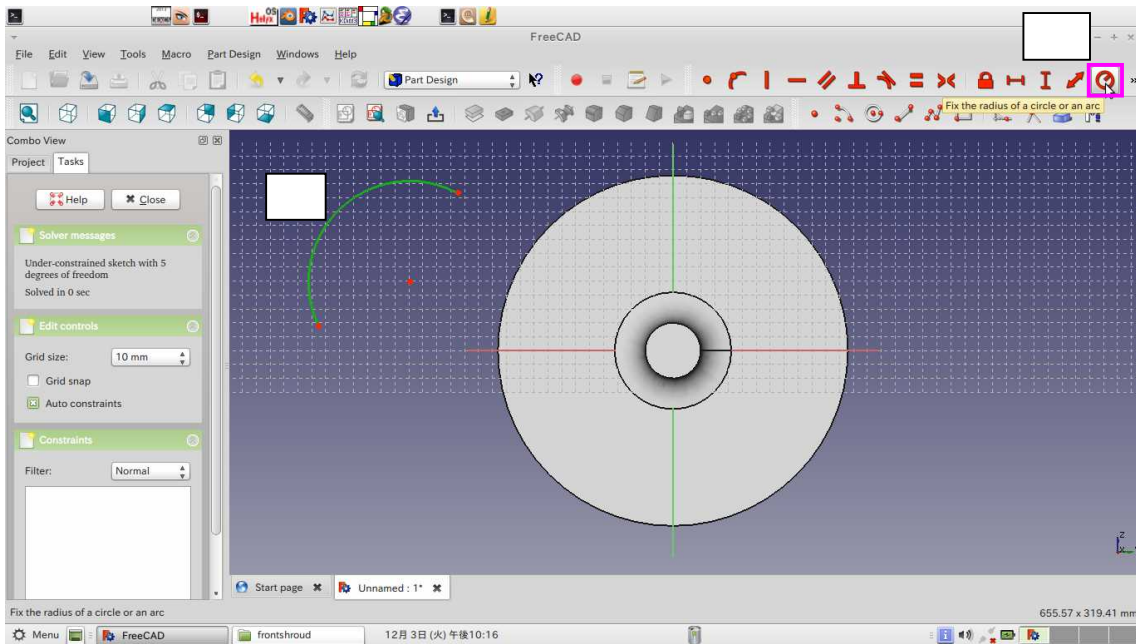 FreeCAD
File Edit View Tools Macro Part Design Windows Help
Part Design
Fix the radius of a circle or an arc
Combo View
Project Tasks
Help Close
Solver messages
Under-constrained sketch with 5
degrees of freedom
Solved in 0 sec
Edit controls
Grid size: 10 mm
Grid snap
Auto constraints
Constraints
Filter: Normal
Start page Unnamed : 1*
Fix the radius of a circle or an arc 655.57 x 319.41 mm
Menu FreeCAD frontshroud 12月 3日 (火) 午後10:16